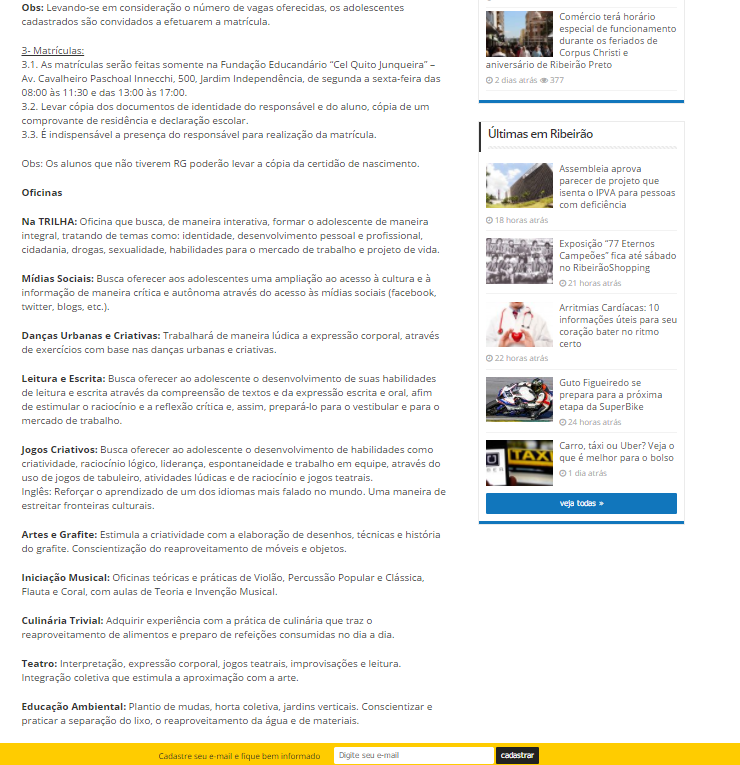 Obs: Levando-se em consideração o número de vagas oferecidas, os adolescentes
cadastrados são convidados a efetuarem a matrícula.
3- Matrículas:
3.1. As matrículas serão feitas somente na Fundação Educandário “Cel Quito Junqueira” –
Av. Cavalheiro Paschoal Innecchi, 500, Jardim Independência, de segunda a sexta-feira das
08:00 às 11:30 e das 13:00 às 17:00.
3.2. Levar cópia dos documentos de identidade do responsável e do aluno, cópia de um
comprovante de residência e declaração escolar.
3.3. É indispensável a presença do responsável para realização da matrícula.
Obs: Os alunos que não tiverem RG poderão levar a cópia da certidão de nascimento.
Oficinas
Na TRILHA: Oficina que busca, de maneira interativa, formar o adolescente de maneira
integral, tratando de temas como: identidade, desenvolvimento pessoal e profissional,
cidadania, drogas, sexualidade, habilidades para o mercado de trabalho e projeto de vida.
Mídias Sociais: Busca oferecer aos adolescentes uma ampliação ao acesso à cultura e à
informação de maneira crítica e autônoma através do acesso às mídias sociais (facebook,
twitter, blogs, etc.).
Danças Urbanas e Criativas: Trabalhará de maneira lúdica a expressão corporal, através
de exercícios com base nas danças urbanas e criativas.
Leitura e Escrita: Busca oferecer ao adolescente o desenvolvimento de suas habilidades
de leitura e escrita através da compreensão de textos e da expressão escrita e oral, afim
de estimular o raciocínio e a reflexão crítica e, assim, prepará-lo para o vestibular e para o
mercado de trabalho.
Jogos Criativos: Busca oferecer ao adolescente o desenvolvimento de habilidades como
criatividade, raciocínio lógico, liderança, espontaneidade e trabalho em equipe, através do
uso de jogos de tabuleiro, atividades lúdicas e de raciocínio e jogos teatrais.
Inglês: Reforçar o aprendizado de um dos idiomas mais falado no mundo. Uma maneira de
estreitar fronteiras culturais.
Artes e Grafite: Estimula a criatividade com a elaboração de desenhos, técnicas e história
do grafite. Conscientização do reaproveitamento de móveis e objetos.
Iniciação Musical: Oficinas teóricas e práticas de Violão, Percussão Popular e Clássica,
Flauta e Coral, com aulas de Teoria e Invenção Musical.
Culinária Trivial: Adquirir experiência com a prática de culinária que traz o
reaproveitamento de alimentos e preparo de refeições consumidas no dia a dia.
Teatro: Interpretação, expressão corporal, jogos teatrais, improvisações e leitura.
Integração coletiva que estimula a aproximação com a arte.
Educação Ambiental: Plantio de mudas, horta coletiva, jardins verticais. Conscientizar e
praticar a separação do lixo, o reaproveitamento da água e de materiais.
Comércio terá horário
especial de funcionamento
durante os feriados de
Corpus Christi e
aniversário de Ribeirão Preto
2 dias atrás 377
Últimas em Ribeirão
Assembleia aprova
parecer de projeto que
isenta o IPVA para pessoas
com deficiência
18 horas atrás
Exposição “77 Eternos
Campeões” fica até sábado
no RibeirãoShopping
21 horas atrás
Arritmias Cardíacas: 10
informações úteis para seu
coração bater no ritmo
certo
22 horas atrás
Guto Figueiredo se
prepara para a próxima
etapa da SuperBike
24 horas atrás
Carro, táxi ou Uber? Veja o
que é melhor para o bolso
1 dia atrás
TAXI
veja todas »
Cadastre seu e-mail e fique bem informado
Digite seu e-mail
cadastrar